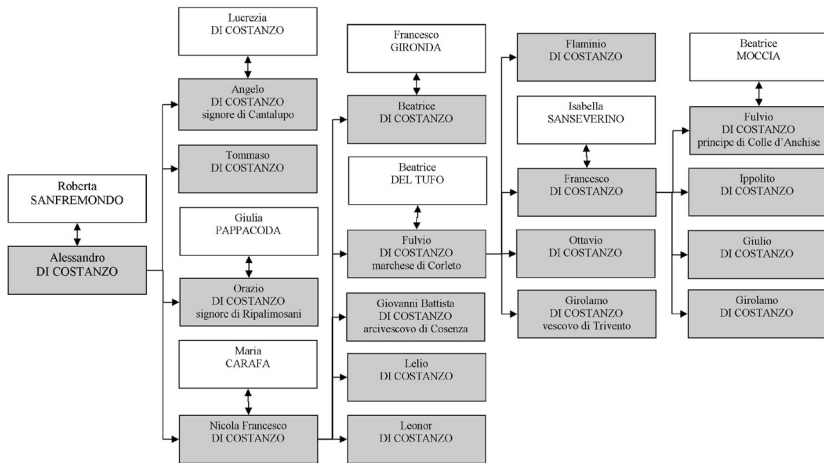 Roberta
SANFREMONDO
Alessandro
DI COSTANZO
Lucrezia
DI COSTANZO
Angelo
DI COSTANZO
signore di Cantalupo
Tommaso
DI COSTANZO
Giulia
PAPPACODA
Orazio
DI COSTANZO
signore di Ripalimosani
Maria
CARAFA
Nicola Francesco
DI COSTANZO
Francesco
GIRONDA
Beatrice
DI COSTANZO
Beatrice
DEL TUFO
Fulvio
DI COSTANZO
marchese di Corleto
Giovanni Battista
DI COSTANZO
arcivescovo di Cosenza
Lelio
DI COSTANZO
Leonor
DI COSTANZO
Flaminio
DI COSTANZO
Isabella
SANSEVERINO
Francesco
DI COSTANZO
Ottavio
DI COSTANZO
Girolamo
DI COSTANZO
vescovo di Trivento
Beatrice
MOCCIA
Fulvio
DI COSTANZO
principe di Colle d'Anchise
Ippolito
DI COSTANZO
Giulio
DI COSTANZO
Girolamo
DI COSTANZO